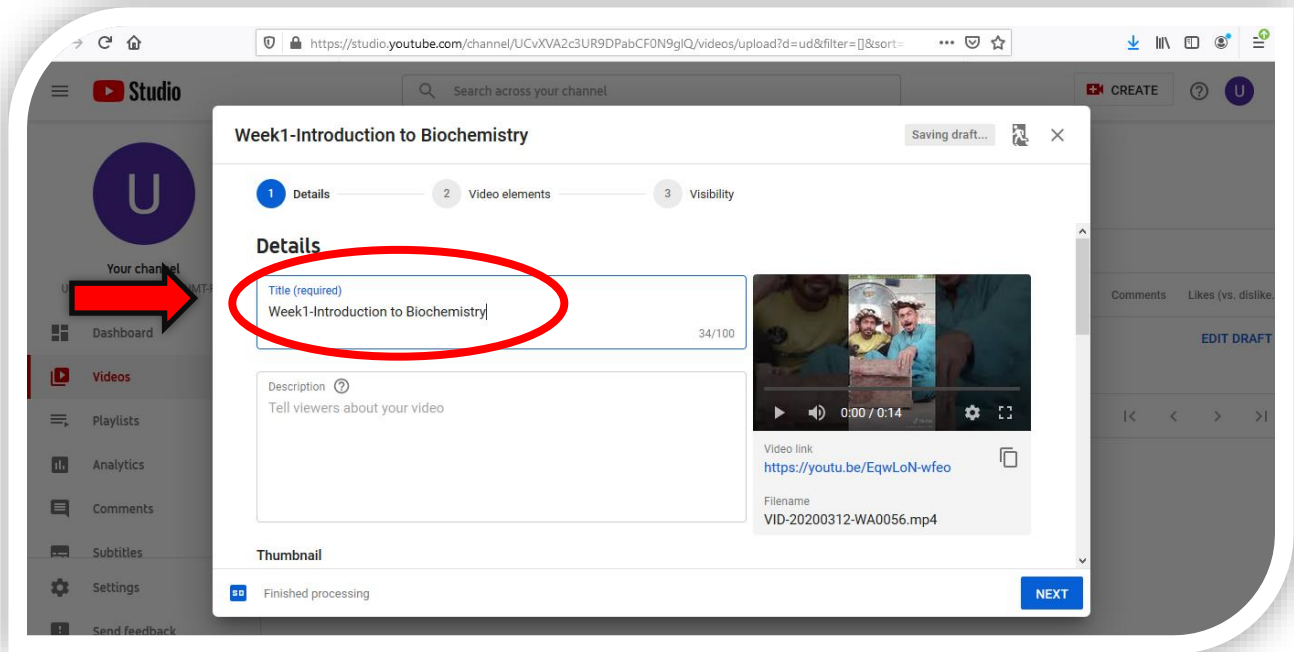 https://studio.youtube.com/channel/UCvXVA2c3UR9DPabCF0N9glQ/videos/upload?d=ud&filter=[]&sort=
Studio
Search across your channel
CREATE
U
Week1-Introduction to Biochemistry
Saving draft...
1 Details
2 Video elements
3 Visibility
U
Your channel
Details
Title (required)
Week1-Introduction to Biochemistry
34/100
Description
Tell viewers about your video
0:00 / 0:14
Video link
https://youtu.be/EqwLoN-wfeo
Filename
VID-20200312-WA0056.mp4
Thumbnail
Comments
Likes (vs. dislike.
EDIT DRAFT
Dashboard
Videos
Playlists
Analytics
Comments
Subtitles
Settings
Send feedback
SD
Finished processing
NEXT